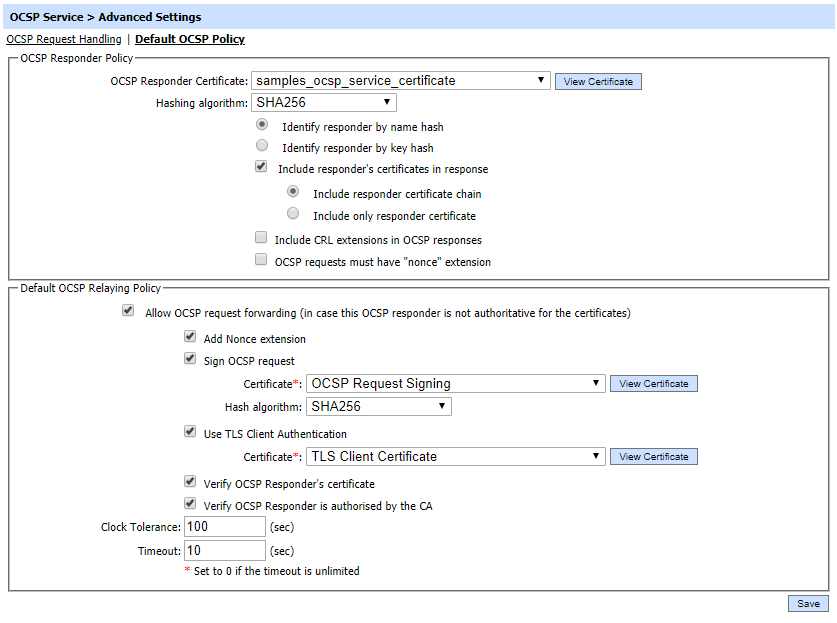 OCSP Service > Advanced Settings
OCSP Request Handling | Default OCSP Policy
OCSP Responder Policy
OCSP Responder Certificate: samples_ocsp_service_certificate View Certificate
Hashing algorithm: SHA256
Identify responder by name hash
Identify responder by key hash
Include responder's certificates in response
Include responder certificate chain
Include only responder certificate
Include CRL extensions in OCSP responses
OCSP requests must have "nonce" extension
Default OCSP Relaying Policy
Allow OCSP request forwarding (in case this OCSP responder is not authoritative for the certificates)
Add Nonce extension
Sign OCSP request
Certificate*: OCSP Request Signing View Certificate
Hash algorithm: SHA256
Use TLS Client Authentication
Certificate*: TLS Client Certificate View Certificate
Verify OCSP Responder's certificate
Verify OCSP Responder is authorised by the CA
Clock Tolerance: 100 (sec)
Timeout: 10 (sec)
* Set to 0 if the timeout is unlimited
Save